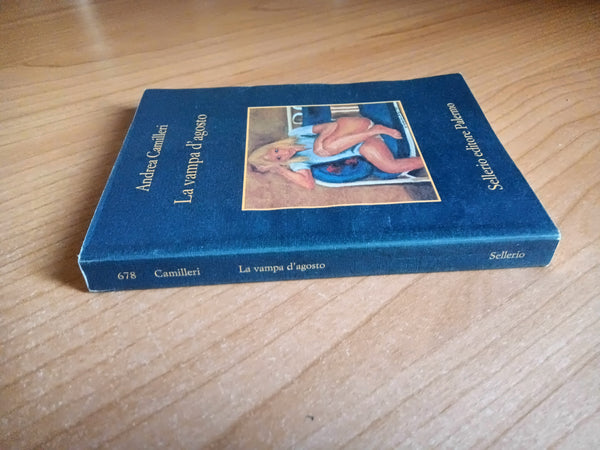 Andrea Camilleri
La vampa d'agosto
Sellerio editore Palermo
678 Camilleri La vampa d'agosto Sellerio